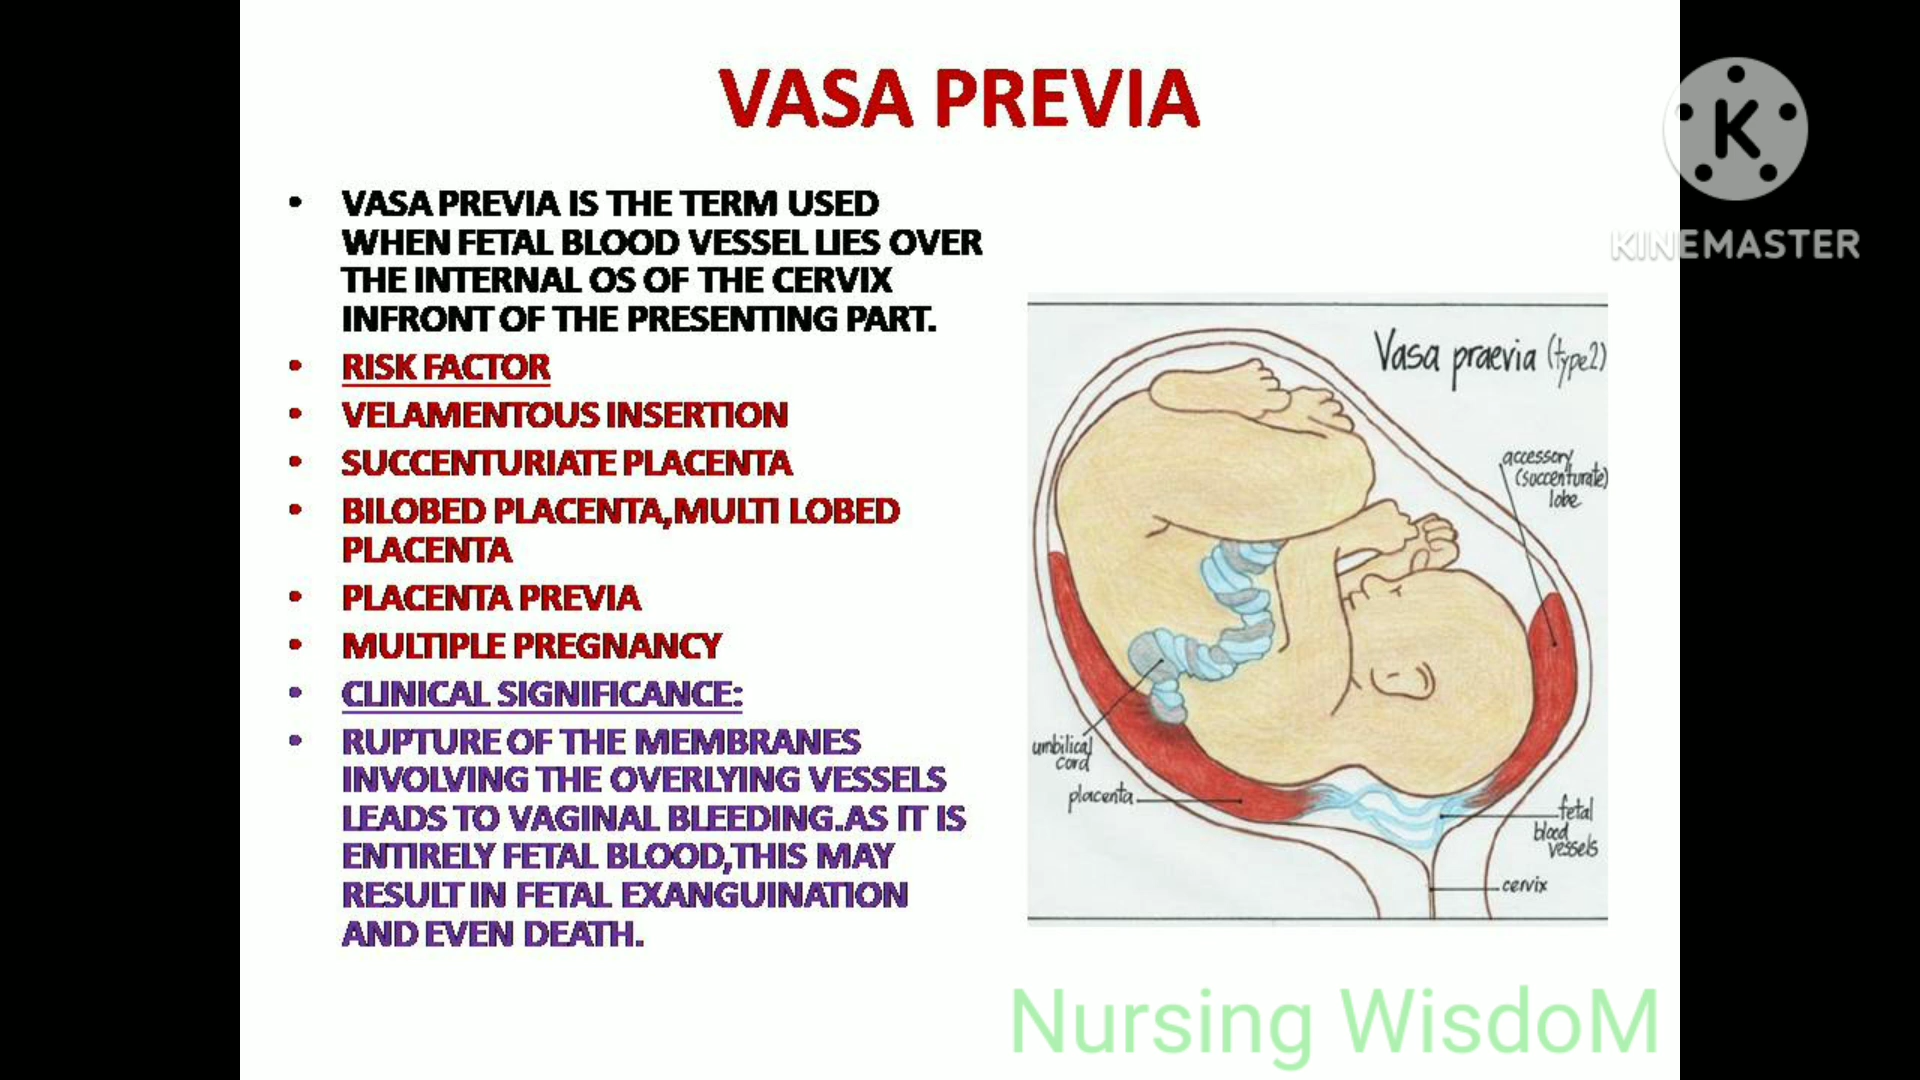 VASA PREVIA
• VASA PREVIA IS THE TERM USED
WHEN FETAL BLOOD VESSEL LIES OVER
THE INTERNAL OS OF THE CERVIX
INFRONT OF THE PRESENTING PART.
• RISK FACTOR
• VELAMENTOUS INSERTION
• SUCCENTURIATE PLACENTA
• BILOBED PLACENTA,MULTI LOBED
PLACENTA
• PLACENTA PREVIA
• MULTIPLE PREGNANCY
• CLINICAL SIGNIFICANCE:
• RUPTURE OF THE MEMBRANES
INVOLVING THE OVERLYING VESSELS
LEADS TO VAGINAL BLEEDING.AS IT IS
ENTIRELY FETAL BLOOD,THIS MAY
RESULT IN FETAL EXANGUINATION
AND EVEN DEATH.
Vasa praevia (type2)
accessory
(succenturate)
lobe
umbilical
cord
placenta
fetal
blood
vessels
cervix
K
KINEMASTER
Nursing WisdoM